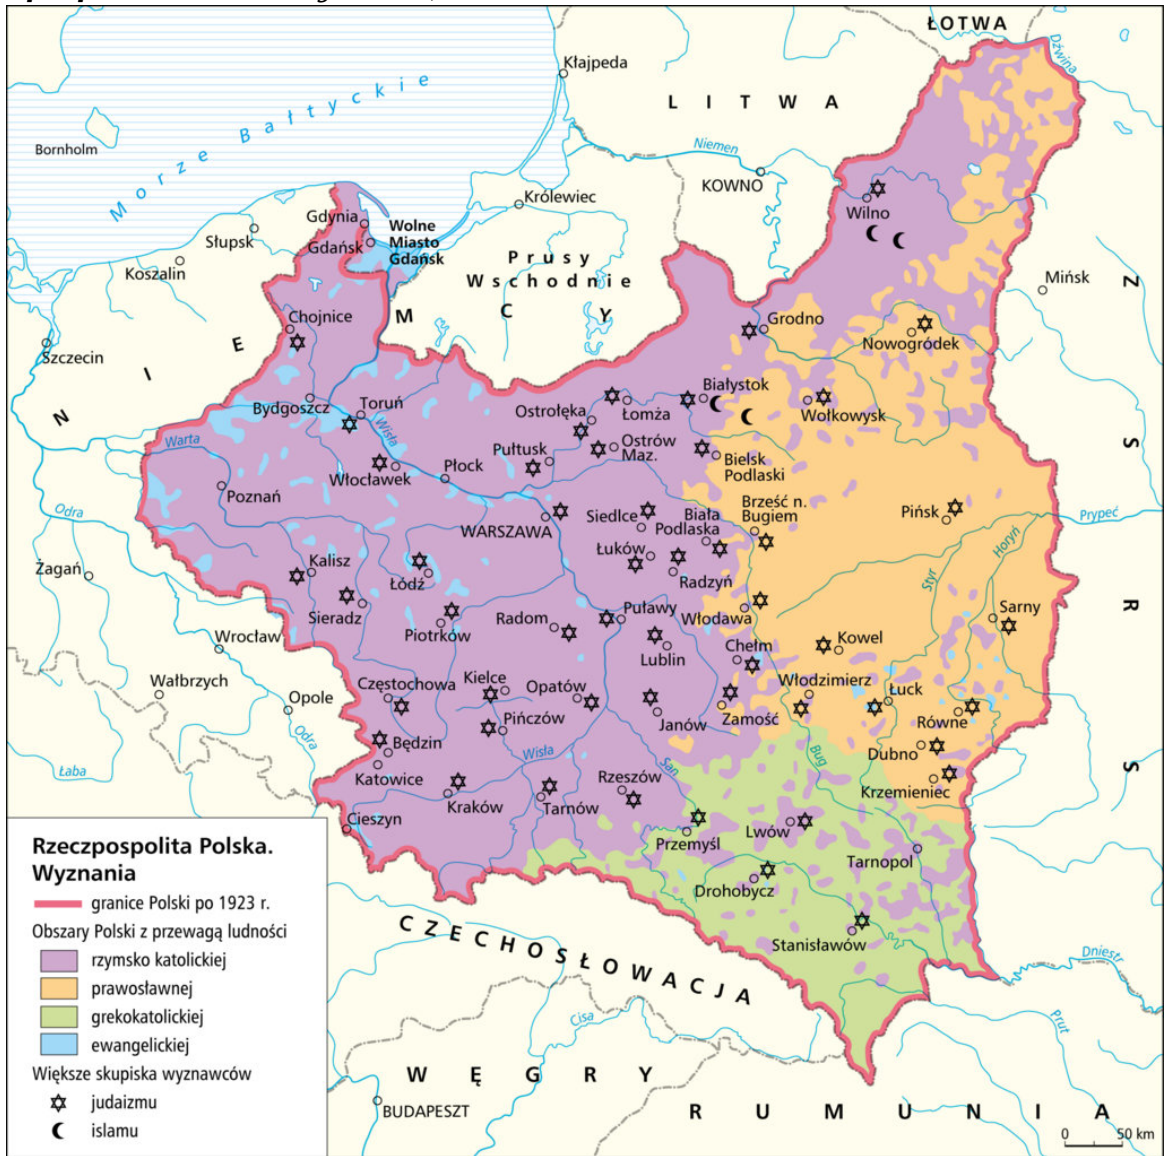 ŁOTWA
Dźwina
Kłajpeda
LITWA
Morze Bałtyckie
Bornholm
Niemen
KOWNO
Królewiec
Wilno
Gdynia
Wolne
Miasto
Gdańsk
Gdańsk
Słupsk
Koszalin
Prusy
Wschodnie
Mińsk
ZSRS
NIEMCY
Chojnice
Szczecin
Grodno
Nowogródek
Białystok
Wołkowysk
Bydgoszcz
Toruń
Ostrołęka
Łomża
Warta
Wisła
Pułtusk
Ostrów
Maz.
Bielsk
Podlaski
Włocławek
Płock
Poznań
Odra
WARSZAWA
Siedlce
Biała
Podlaska
Brześć n.
Bugiem
Pińsk
Prypeć
Horyń
Styr
Łuków
Radzyń
Żagań
Kalisz
Łódź
Sieradz
Piotrków
Radom
Puławy
Włodawa
Sarny
Wrocław
Lublin
Chełm
Kowel
Wałbrzych
Opole
Odra
Częstochowa
Kielce
Opatów
Włodzimierz
Łuck
Pińczów
Janów
Zamość
Równe
Będzin
Wisła
San
Bug
Dubno
Łaba
Katowice
Kraków
Tarnów
Rzeszów
Krzemieniec
Cieszyn
Przemyśl
Lwów
Tarnopol
Drohobycz
Stanisławów
CZECHOSŁOWACJA
Dniestr
Cisa
Prut
WĘGRY
BUDAPESZT
RUMUNIA
0 50 km
Rzeczpospolita Polska.
Wyznania
granice Polski po 1923 r.
Obszary Polski z przewagą ludności
rzymsko katolickiej
prawosławnej
grekokatolickiej
ewangelickiej
Większe skupiska wyznawców
judaizmu
islamu